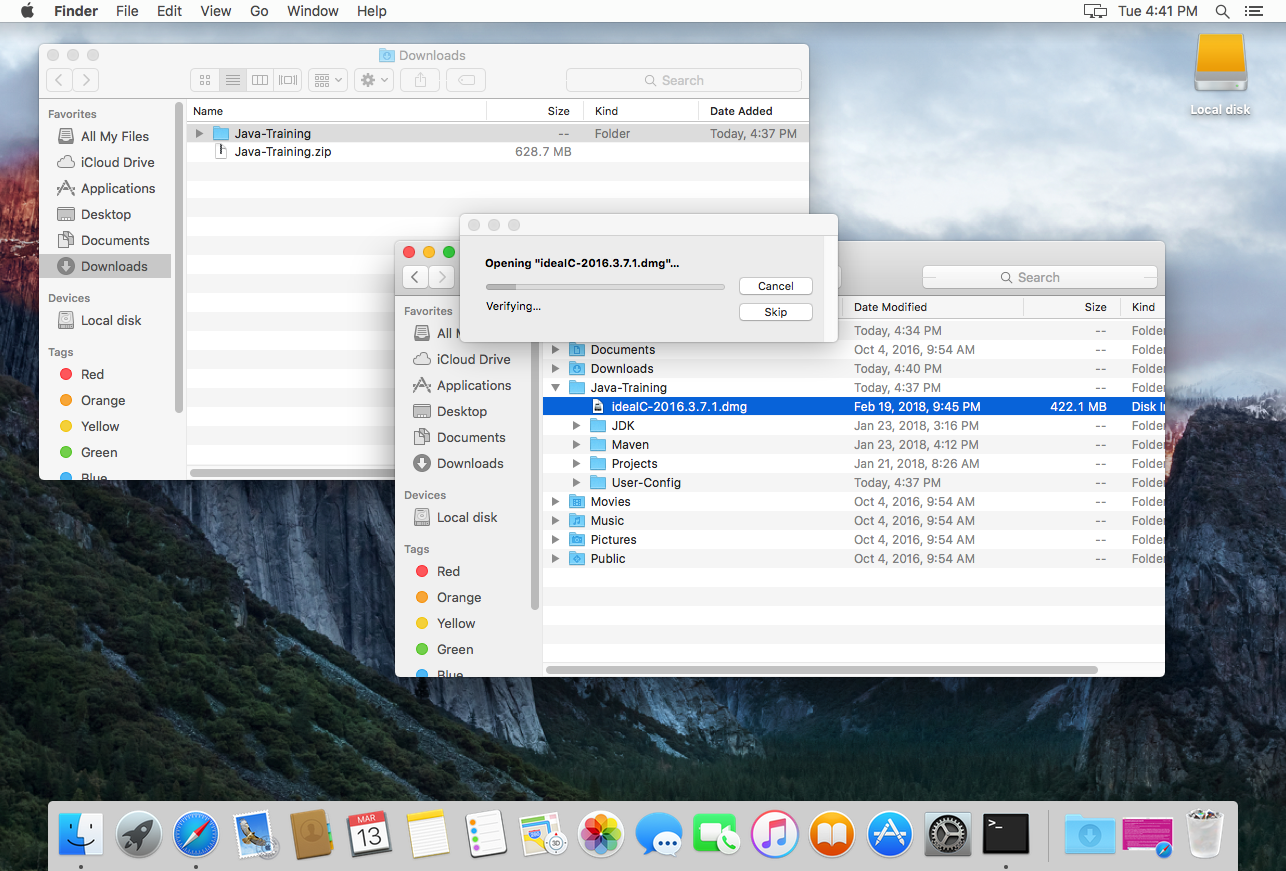 Finder File Edit View Go Window Help Tue 4:41 PM
Local disk
Downloads
Search
Favorites
All My Files
iCloud Drive
Applications
Desktop
Documents
Downloads
Devices
Local disk
Tags
Red
Orange
Yellow
Green
Blue
Name Size Kind Date Added
Java-Training -- Folder Today, 4:37 PM
Java-Training.zip 628.7 MB
Opening "ideaIC-2016.3.7.1.dmg"...
Verifying...
Cancel
Skip
Search
Favorites
All M
iCloud Drive
Applications
Desktop
Documents
Downloads
Devices
Local disk
Tags
Red
Orange
Yellow
Green
Blue
Date Modified Size Kind
Today, 4:34 PM -- Folder
Documents Oct 4, 2016, 9:54 AM -- Folder
Downloads Today, 4:40 PM -- Folder
Java-Training Today, 4:37 PM -- Folder
ideaIC-2016.3.7.1.dmg Feb 19, 2018, 9:45 PM 422.1 MB Disk I
JDK Jan 23, 2018, 3:16 PM -- Folder
Maven Jan 23, 2018, 4:12 PM -- Folder
Projects Jan 21, 2018, 8:26 AM -- Folder
User-Config Today, 4:37 PM -- Folder
Movies Oct 4, 2016, 9:54 AM -- Folder
Music Oct 4, 2016, 9:54 AM -- Folder
Pictures Oct 4, 2016, 9:54 AM -- Folder
Public Oct 4, 2016, 9:54 AM -- Folder
MAR
13
280
3D
>_